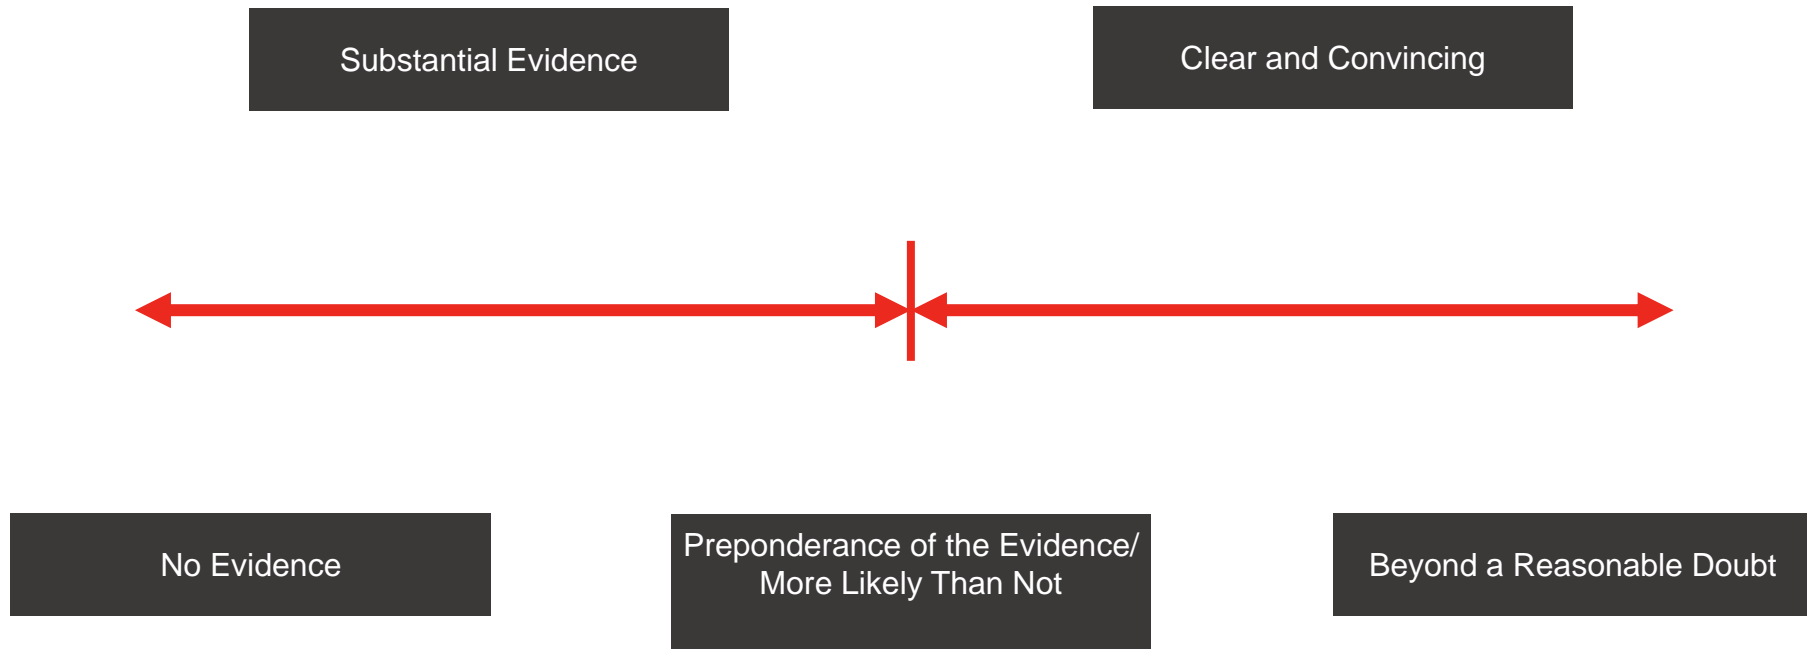 Substantial Evidence
Clear and Convincing
No Evidence
Preponderance of the Evidence/
More Likely Than Not
Beyond a Reasonable Doubt